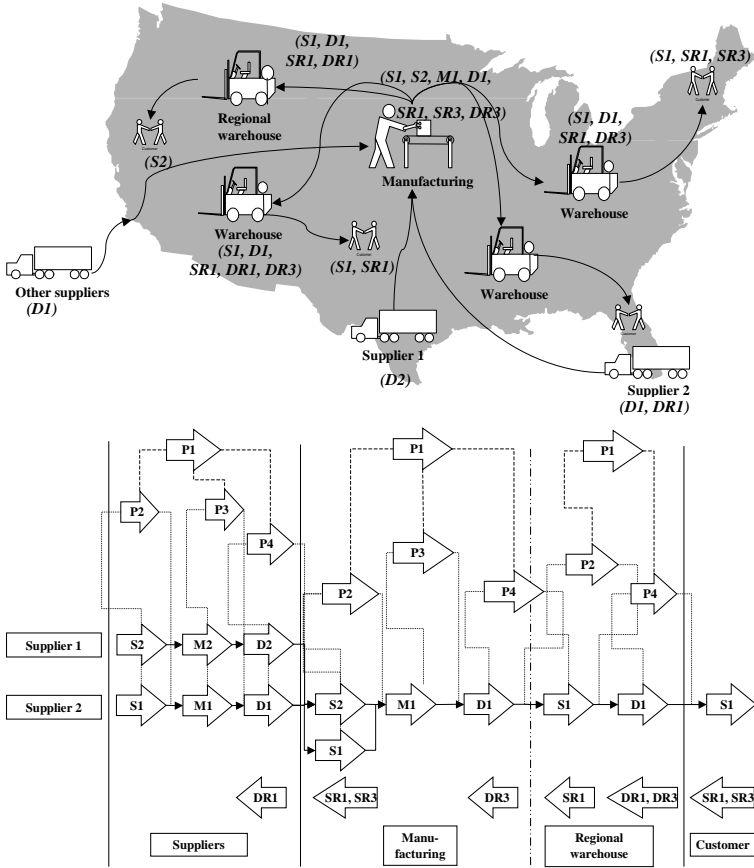 (S1, D1,
SR1, DR1)
(S1, S2, M1, D1,
SR1, SR3, DR3)
(S1, SR1, SR3)
(S1, D1,
SR1, DR3)
Regional
warehouse
Customer
(S2)
Manufacturing
Warehouse
Warehouse
(S1, D1,
SR1, DR1, DR3)
Customer
(S1, SR1)
Warehouse
Customer
Other suppliers
(D1)
Supplier 1
(D2)
Supplier 2
(D1, DR1)
P1
P1
P1
P2
P3
P4
P3
P2
P4
P2
P4
Supplier 1
S2
M2
D2
Supplier 2
S1
M1
D1
S2
M1
D1
S1
D1
S1
S1
DR1
SR1, SR3
DR3
SR1
DR1, DR3
SR1, SR3
Suppliers
Manu-
facturing
Regional
warehouse
Customer